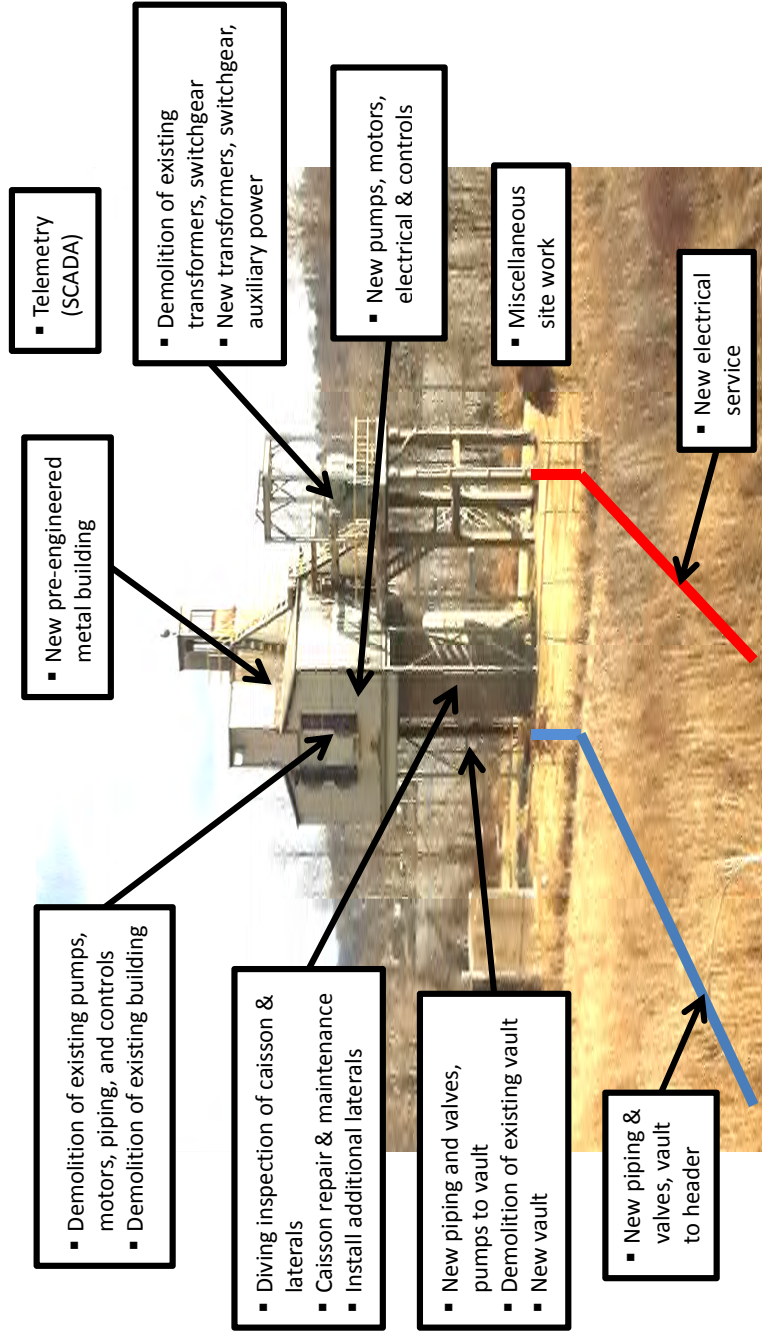 ▪ Demolition of existing pumps,
motors, piping, and controls
▪ Demolition of existing building
▪ New pre-engineered
metal building
▪ Telemetry
(SCADA)
▪ Demolition of existing
transformers, switchgear
▪ New transformers, switchgear,
auxiliary power
▪ Diving inspection of caisson &
laterals
▪ Caisson repair & maintenance
▪ Install additional laterals
▪ New pumps, motors,
electrical & controls
▪ New piping and valves,
pumps to vault
▪ Demolition of existing vault
▪ New vault
▪ Miscellaneous
site work
▪ New piping &
valves, vault
to header
▪ New electrical
service